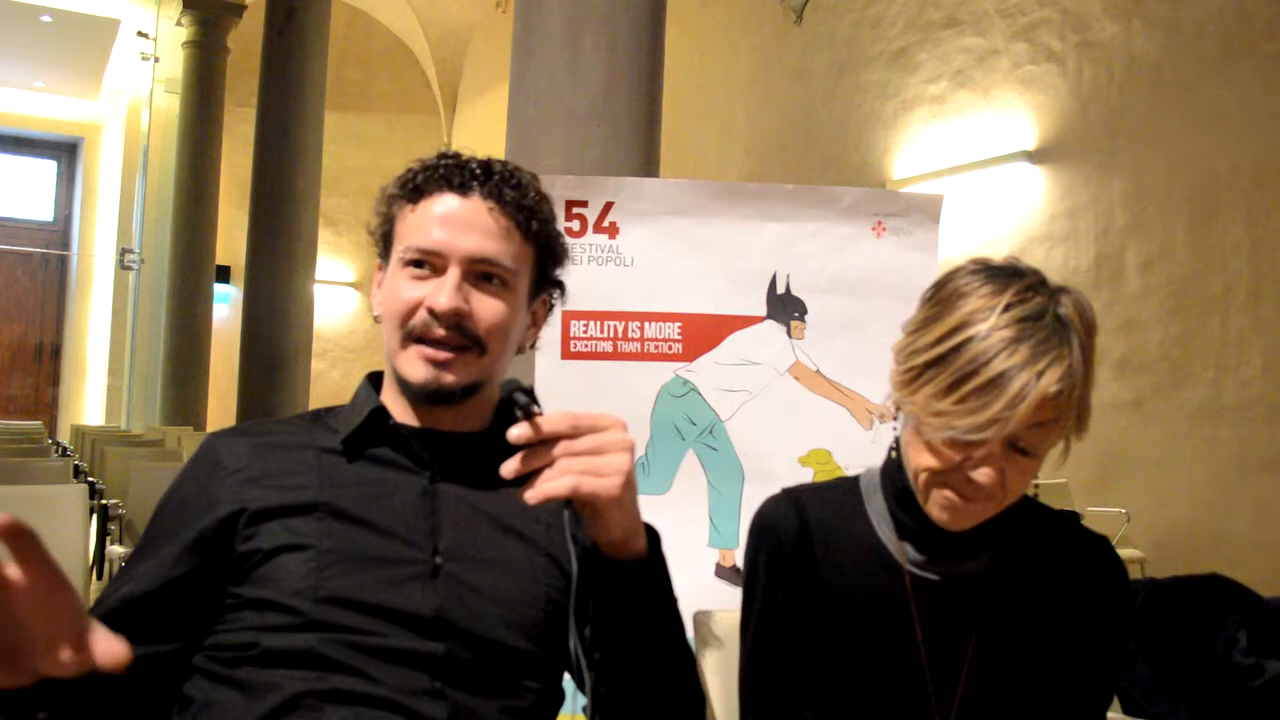 54
FESTIVAL
DEI POPOLI
REALITY IS MORE
EXCITING THAN FICTION